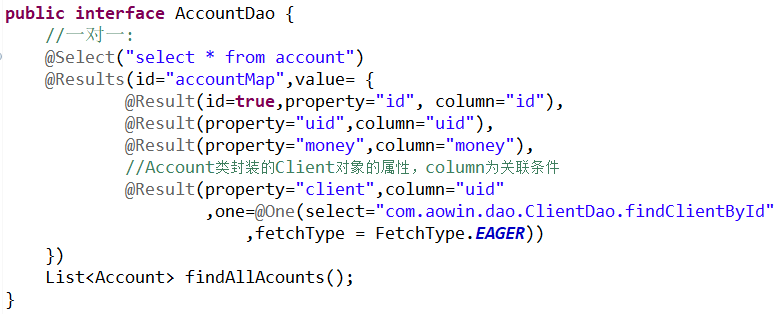 public interface AccountDao {
    //一对一:
    @Select("select * from account")
    @Results(id="accountMap",value= {
            @Result(id=true,property="id", column="id"),
            @Result(property="uid",column="uid"),
            @Result(property="money",column="money"),
            //Account类封装的Client对象的属性，column为关联条件
            @Result(property="client",column="uid"
                    ,one=@One(select="com.aowin.dao.ClientDao.findClientById"
                        ,fetchType = FetchType.EAGER))
    })
    List<Account> findAllAcounts();
}